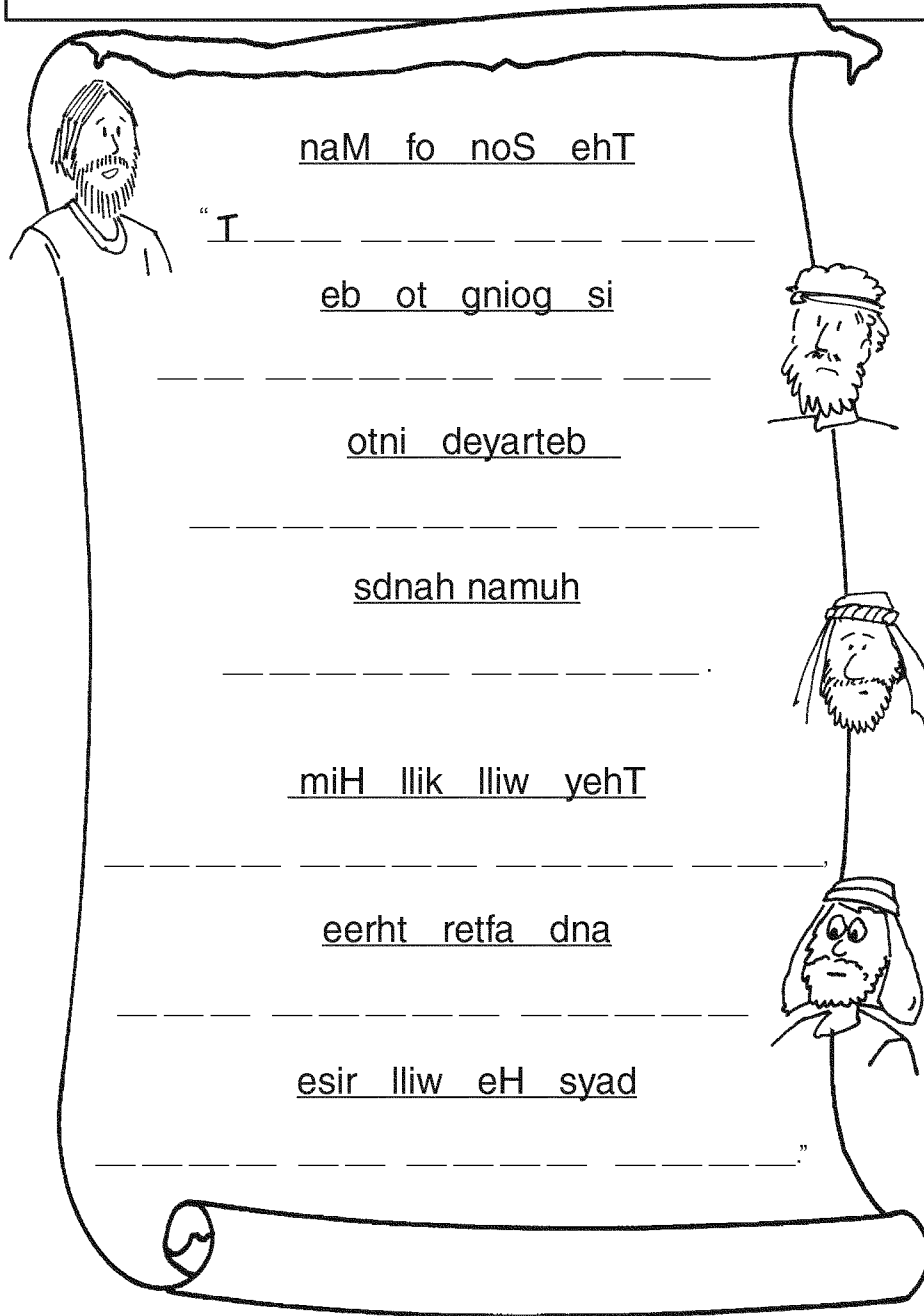 naM fo noS ehT
“ T
eb ot gniog si
otni deyarteb
sdnah namuh
.
miH llik lliw yehT
,
eerht retfa dna
esir lliw eH syad
.”